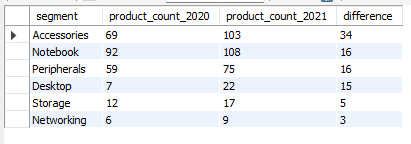 segment product_count_2020 product_count_2021 difference
Accessories 69 103 34
Notebook 92 108 16
Peripherals 59 75 16
Desktop 7 22 15
Storage 12 17 5
Networking 6 9 3